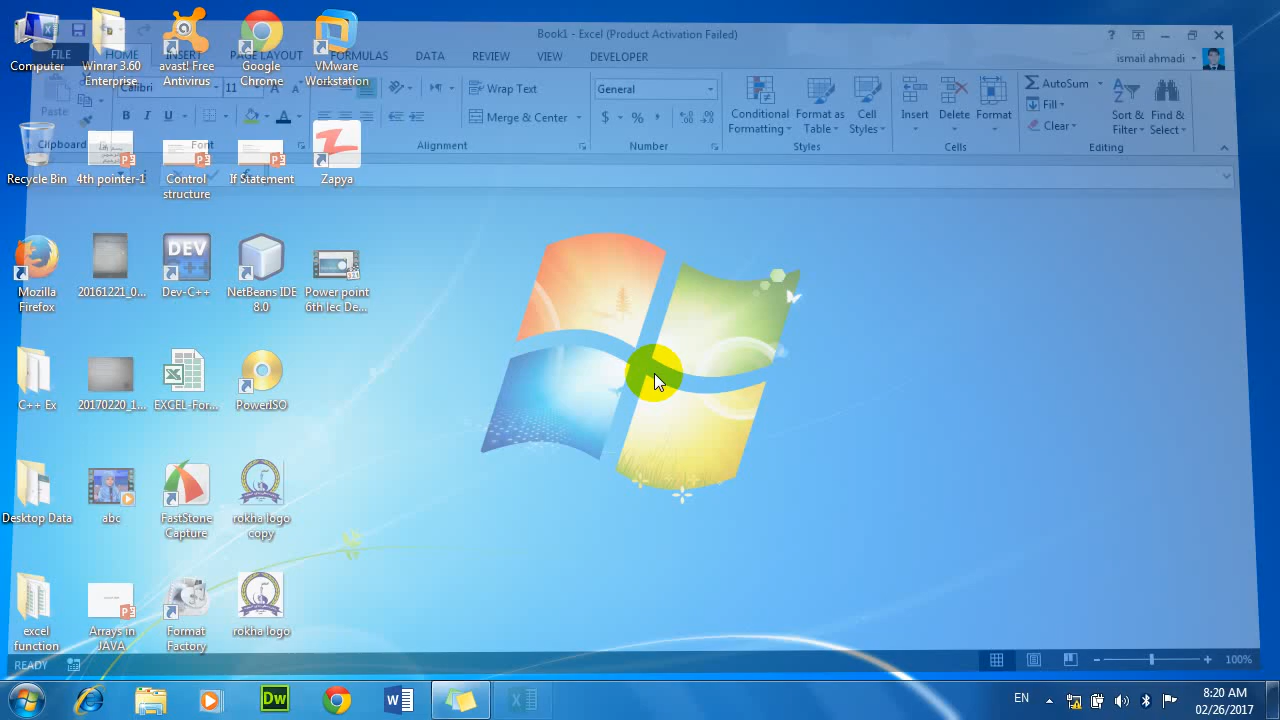 Book1 - Excel (Product Activation Failed)
FILE
HOME
INSERT
PAGE LAYOUT
FORMULAS
DATA
REVIEW
VIEW
DEVELOPER
ismail ahmadi
Calibri
11
Paste
Wrap Text
Merge & Center
General
$ %
Conditional
Formatting
Format as
Table
Cell
Styles
Insert
Delete
Format
AutoSum
Fill
Clear
Sort &
Filter
Find &
Select
Clipboard
Font
Alignment
Number
Styles
Cells
Editing
Computer
Winrar 3.60
Enterprise
avast! Free
Antivirus
Google
Chrome
VMware
Workstation
Recycle Bin
4th pointer-1
Control
structure
If Statement
Zapya
Mozilla
Firefox
20161221_0...
DEV
Dev-C++
NetBeans IDE
8.0
Power point
6th lec De...
C++ Ex
20170220_1...
EXCEL-For...
PowerISO
Desktop Data
abc
FastStone
Capture
rokha logo
copy
excel
function
Arrays in
JAVA
Format
Factory
rokha logo
READY
100%
Dw
EN
8:20 AM
02/26/2017